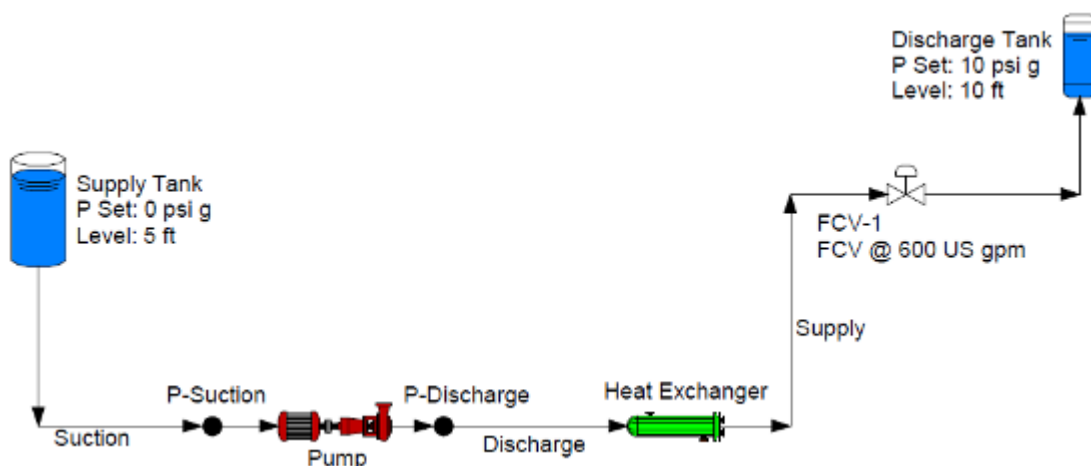 Discharge Tank
P Set: 10 psi g
Level: 10 ft
Supply Tank
P Set: 0 psi g
Level: 5 ft
FCV-1
FCV @ 600 US gpm
Supply
P-Suction
P-Discharge
Heat Exchanger
Suction
Pump
Discharge